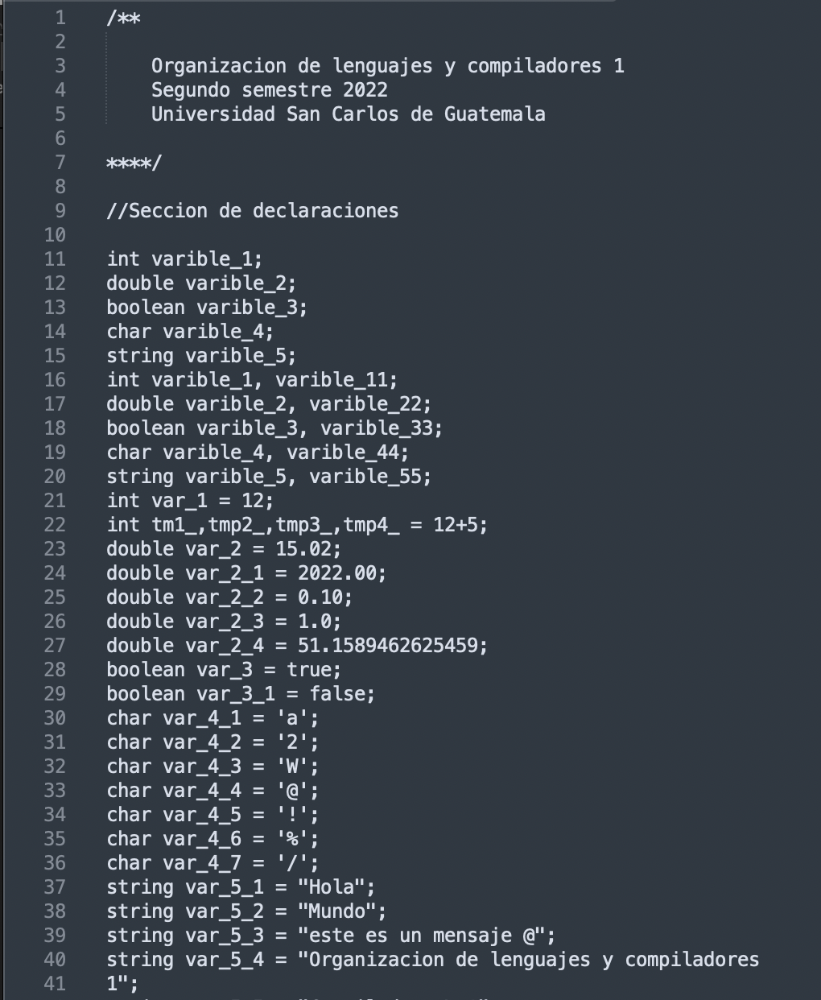 1 /**
2
3 Organizacion de lenguajes y compiladores 1
4 Segundo semestre 2022
5 Universidad San Carlos de Guatemala
6
7 ****/
8
9 //Seccion de declaraciones
10
11 int varible_1;
12 double varible_2;
13 boolean varible_3;
14 char varible_4;
15 string varible_5;
16 int varible_1, varible_11;
17 double varible_2, varible_22;
18 boolean varible_3, varible_33;
19 char varible_4, varible_44;
20 string varible_5, varible_55;
21 int var_1 = 12;
22 int tm1_,tmp2_,tmp3_,tmp4_ = 12+5;
23 double var_2 = 15.02;
24 double var_2_1 = 2022.00;
25 double var_2_2 = 0.10;
26 double var_2_3 = 1.0;
27 double var_2_4 = 51.1589462625459;
28 boolean var_3 = true;
29 boolean var_3_1 = false;
30 char var_4_1 = 'a';
31 char var_4_2 = '2';
32 char var_4_3 = 'W';
33 char var_4_4 = '@';
34 char var_4_5 = '!';
35 char var_4_6 = '%';
36 char var_4_7 = '/';
37 string var_5_1 = "Hola";
38 string var_5_2 = "Mundo";
39 string var_5_3 = "este es un mensaje @";
40 string var_5_4 = "Organizacion de lenguajes y compiladores
41 1";